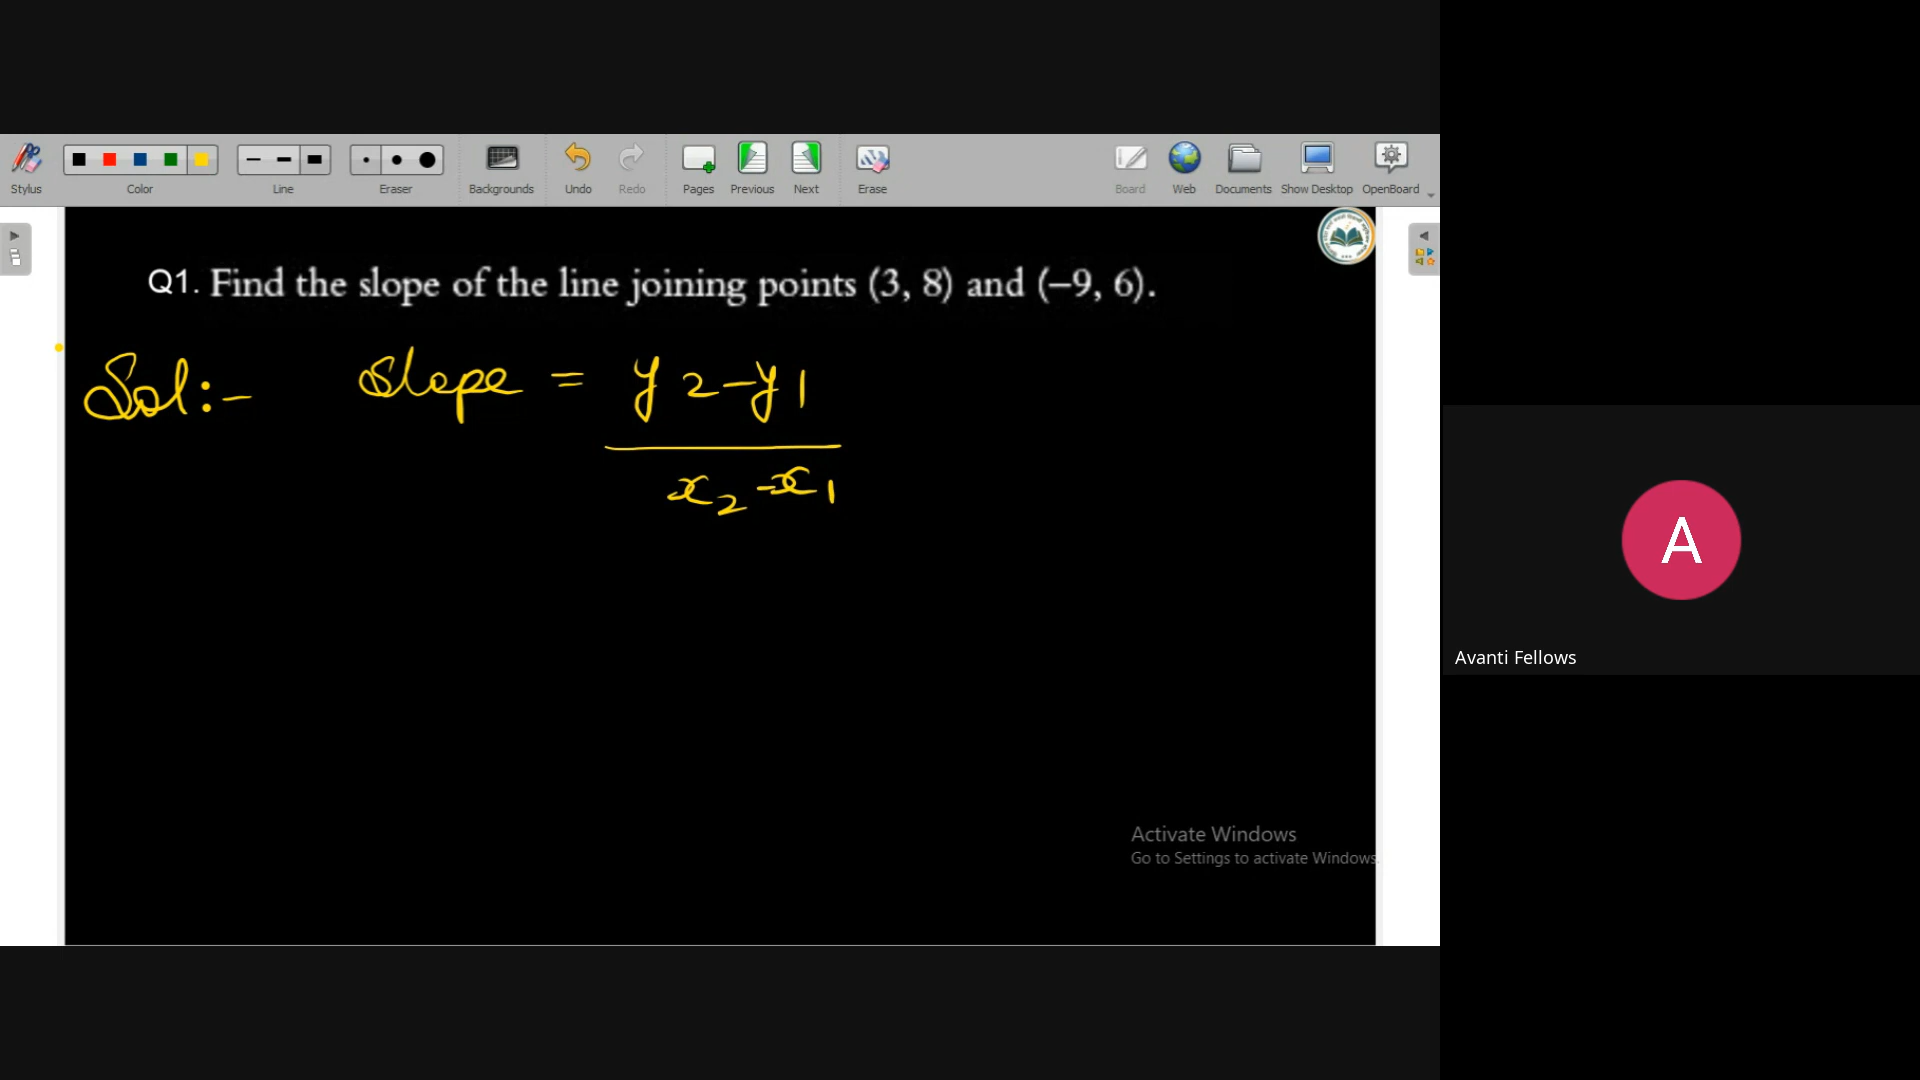 Stylus Color Line Eraser Backgrounds Undo Redo Pages Previous Next Erase Board Web Documents Show Desktop OpenBoard
Q1. Find the slope of the line joining points (3, 8) and (–9, 6).
Sol:- Slope = y2-y1
x2-x1
A
Avanti Fellows
Activate Windows
Go to Settings to activate Windows.